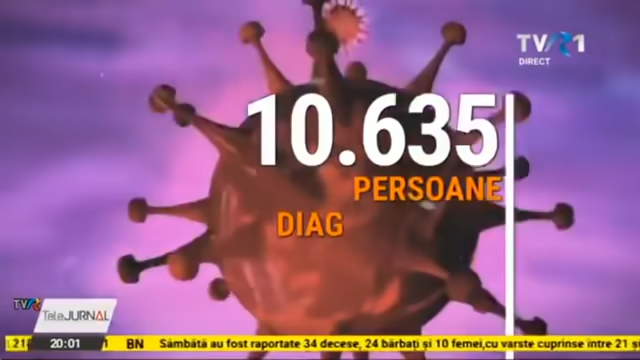 TVR1
DIRECT
10.635
PERSOANE
DIAG
TVR
TeleJURNAL
20:01
BN Sâmbătă au fost raportate 34 decese, 24 bărbați și 10 femei,cu varste cuprinse între 21